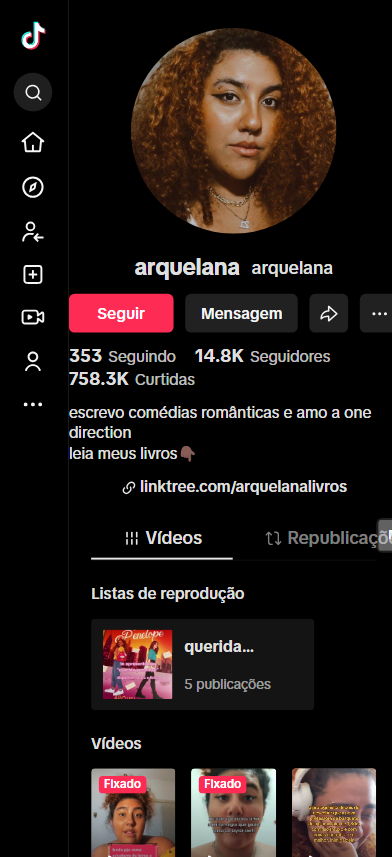 arquelana arquelana
Seguir Mensagem
353 Seguindo 14.8K Seguidores
758.3K Curtidas
escrevo comédias românticas e amo a one
direction
leia meus livros👇🏾
linktree.com/arquelanalivros
Vídeos Republicaçõ
Listas de reprodução
Penelope
querida...
5 publicações
Vídeos
Fixado Fixado